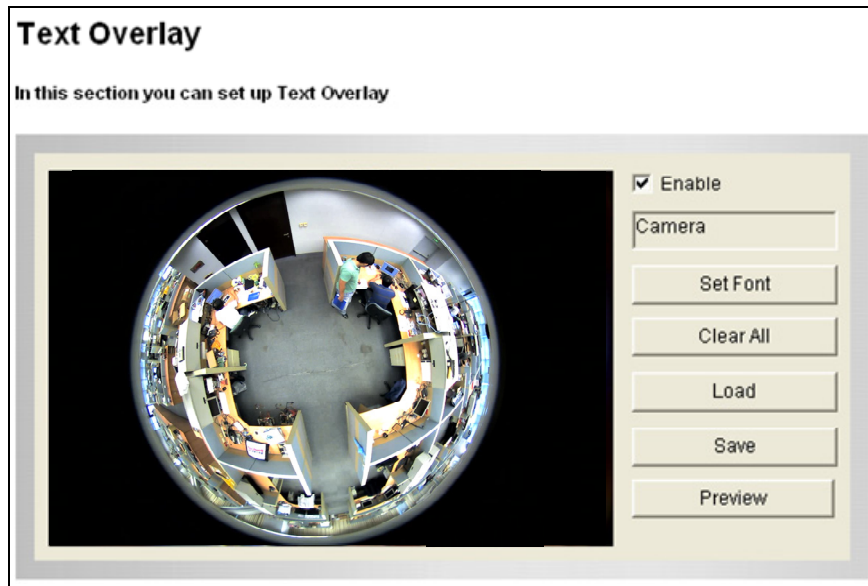 Text Overlay
In this section you can set up Text Overlay
Enable
Camera
Set Font
Clear All
Load
Save
Preview